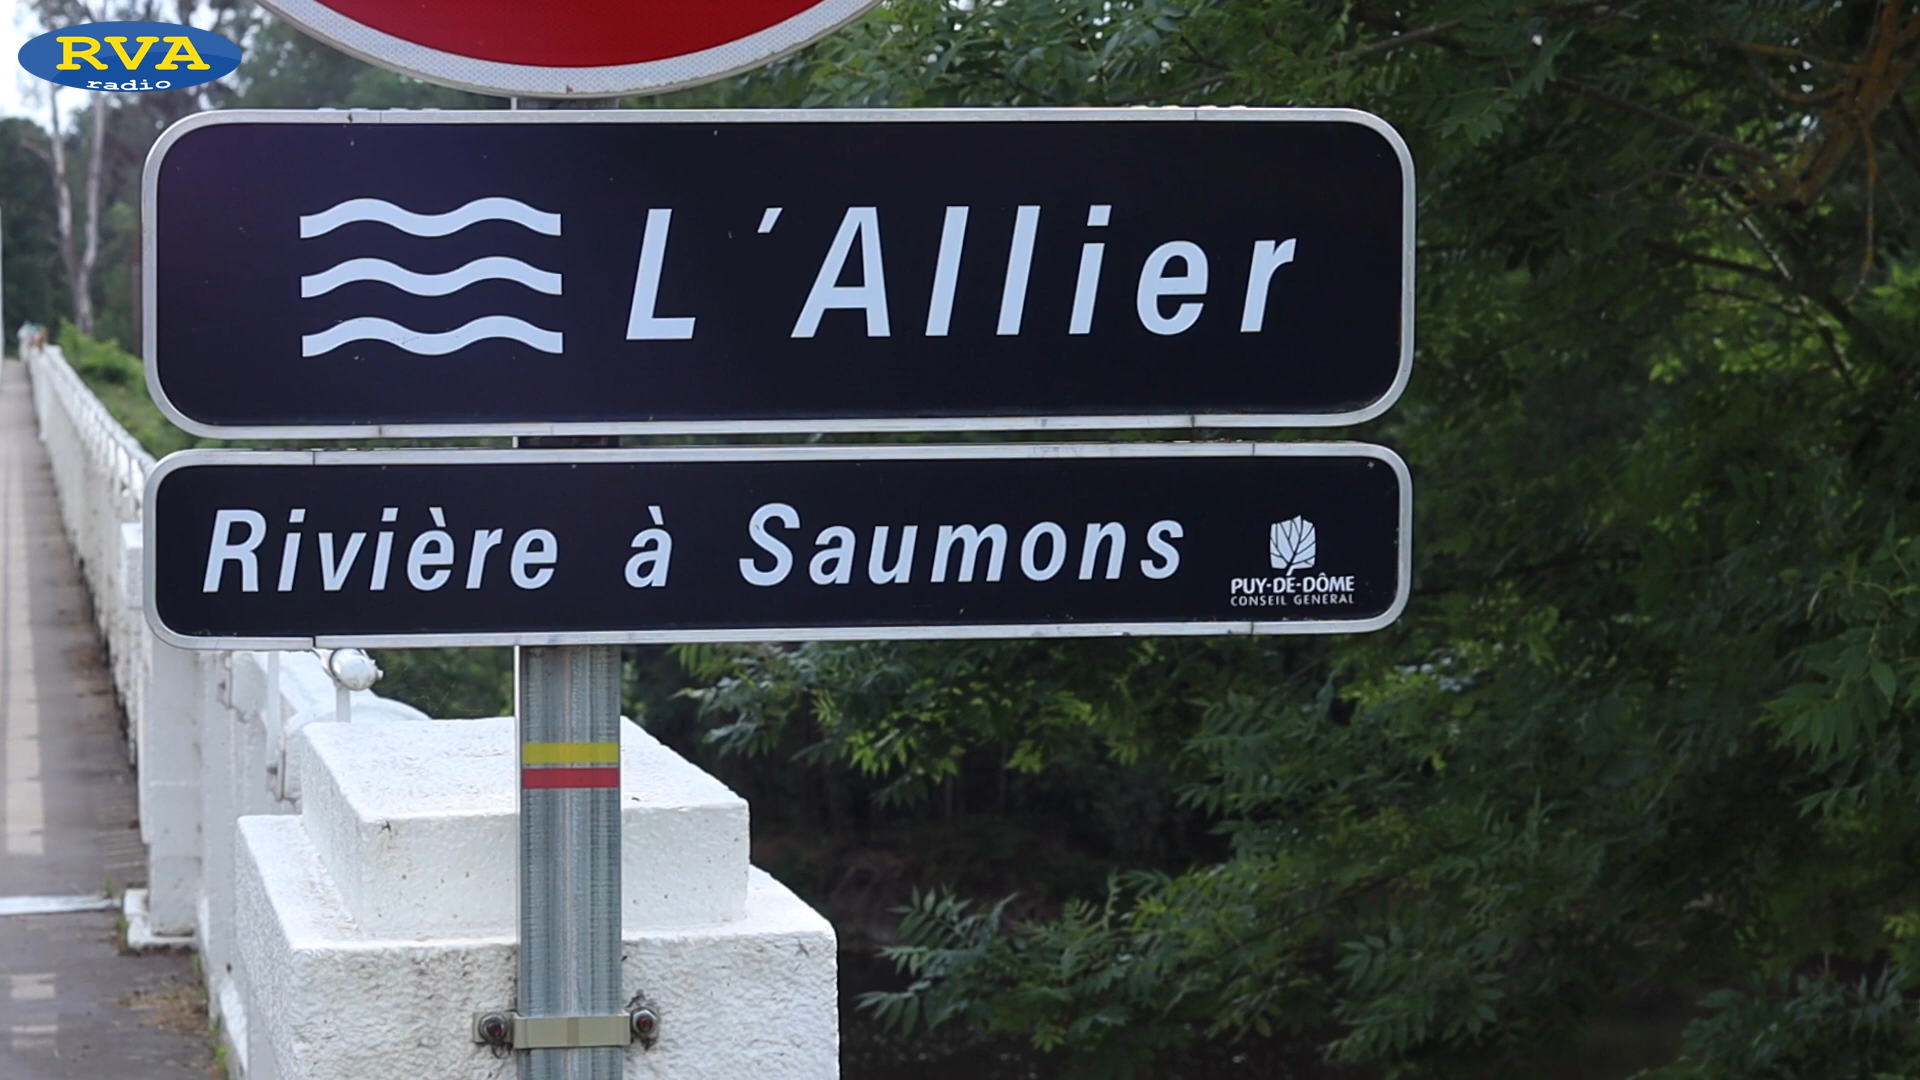 RVA
radio
L'Allier
Rivière à Saumons
PUY-DE-DÔME
CONSEIL GENERAL